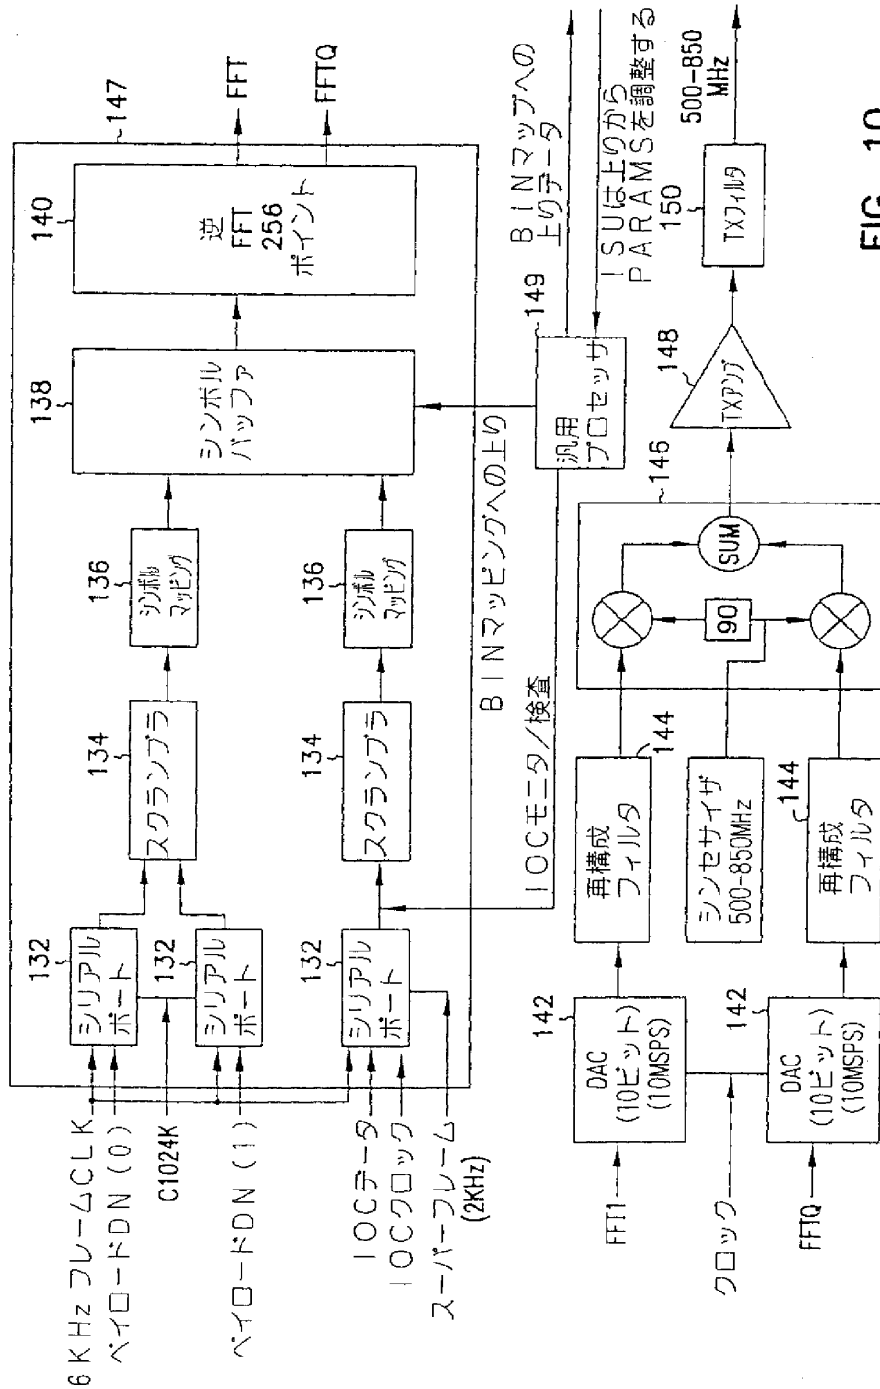 6KHz フレームCLK
ペイロードDN(0)
C1024K
ペイロードDN(1)
IOCデータ
IOCクロック
スーパーフレーム
(2KHz)
132
シリアル
ポート
132
シリアル
ポート
132
シリアル
ポート
134
スクランブラ
134
スクランブラ
136
シンボル
マッピング
136
シンボル
マッピング
138
シンボル
バッファ
140
逆
FFT
256
ポイント
147
FFT
FFTQ
BINマッピングへの上り
IOCモニタ/検査
149
汎用
プロセッサ
BINマップへの
上のデータ
ISUは上りから
PARAMSを調整する
FFT1
クロック
FFTQ
142
DAC
(10ビット)
(10MSPS)
142
DAC
(10ビット)
(10MSPS)
144
再構成
フィルタ
シンセサイザ
500-850MHz
144
再構成
フィルタ
146
90
SUM
148
TXアンプ
150
TXフィルタ
500-850
MHz
FIG. 10